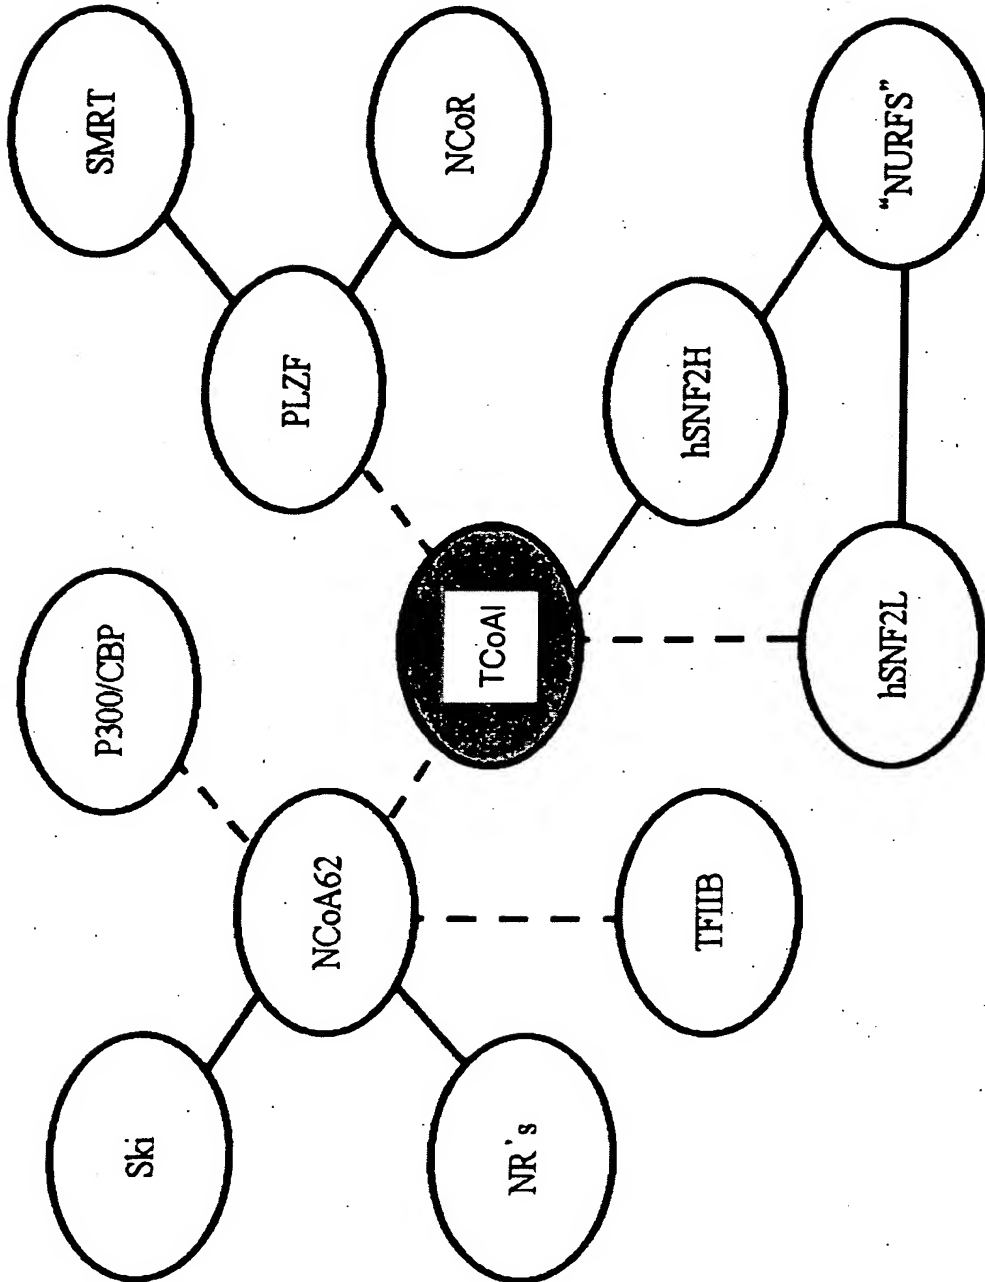 Ski
NR's
NCoA62
P300/CBP
TFIIB
TCoAI
hSNF2L
PLZF
hSNF2H
SMRT
NCoR
“NURFS”